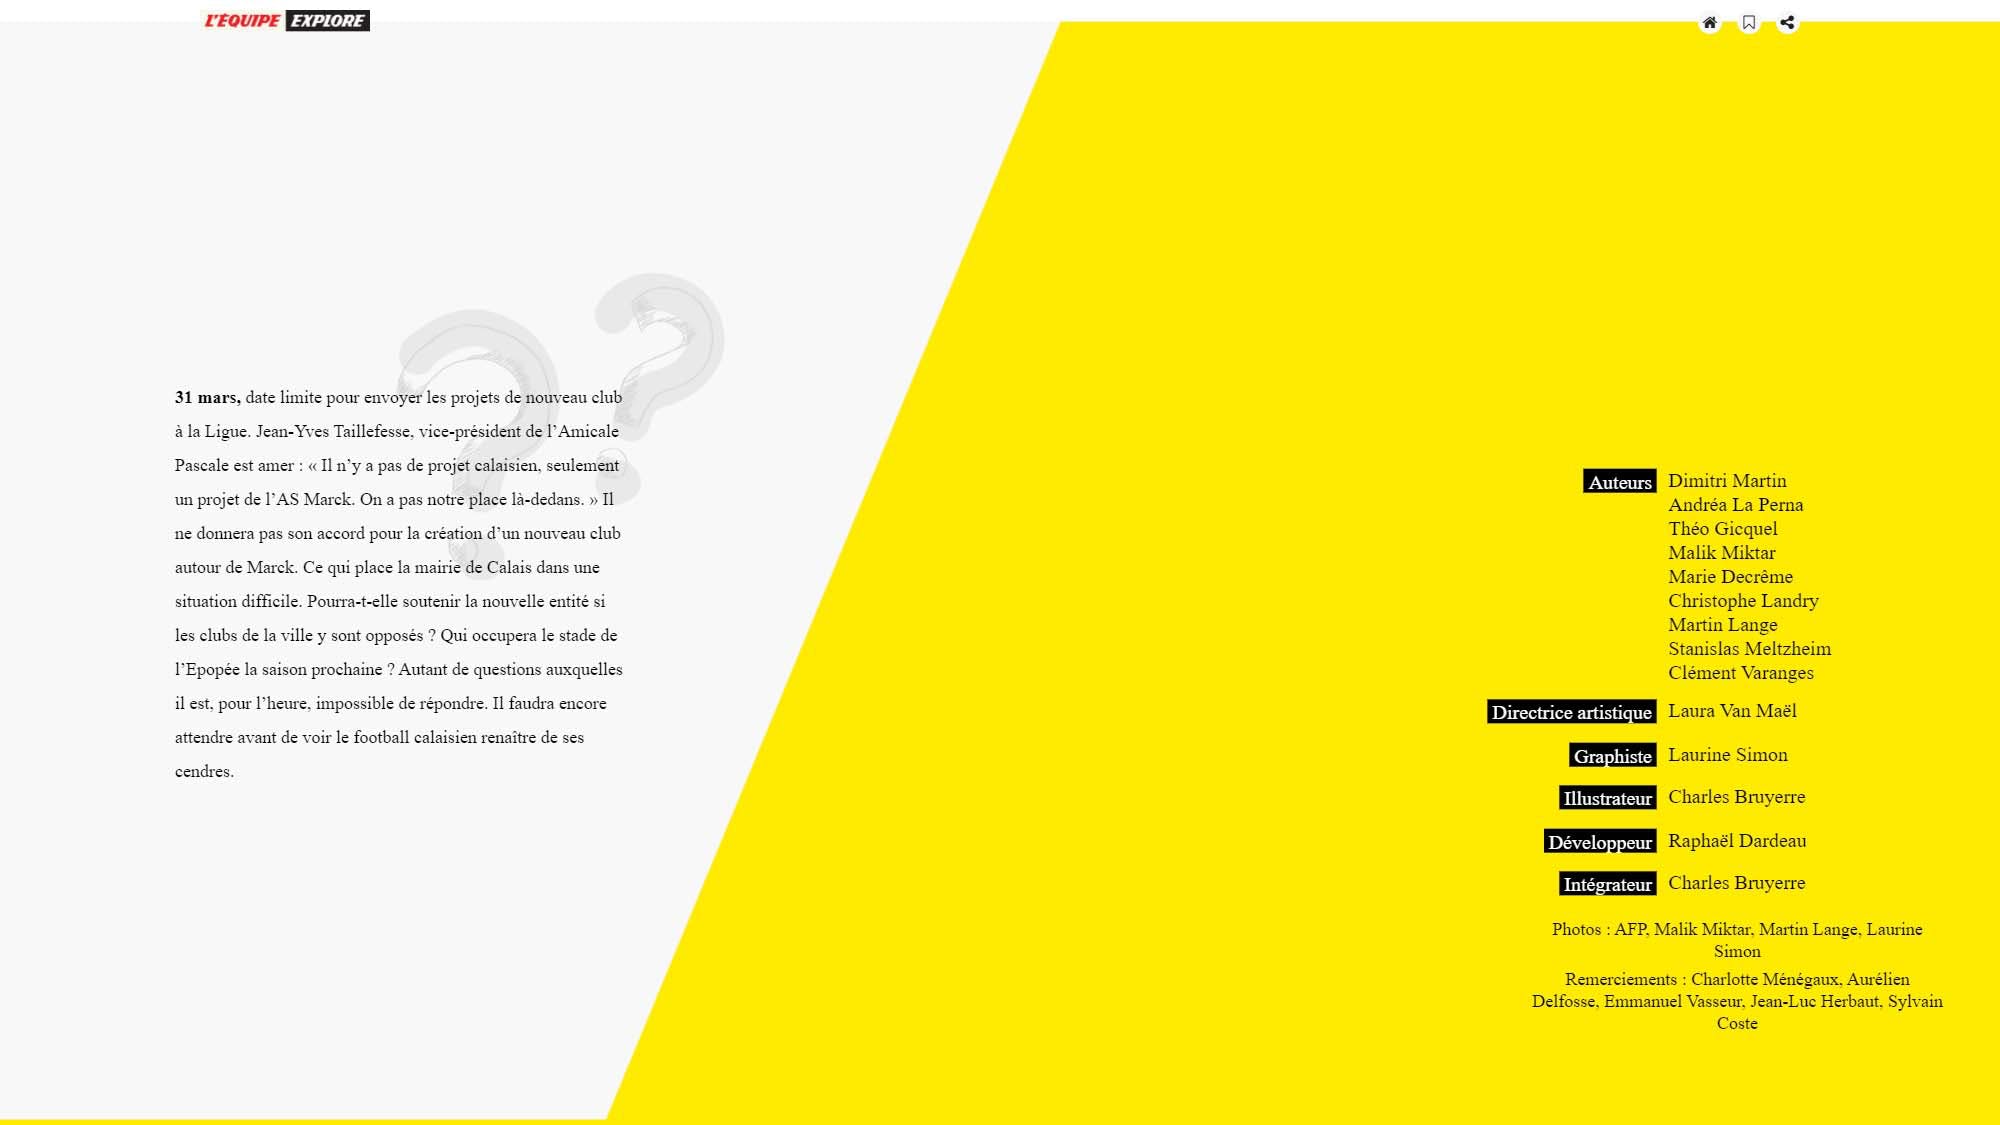 L'ÉQUIPE EXPLORE
31 mars, date limite pour envoyer les projets de nouveau club
à la Ligue. Jean-Yves Taillefesse, vice-président de l’Amicale
Pascale est amer : « Il n’y a pas de projet calaisien, seulement
un projet de l’AS Marck. On a pas notre place là-dedans. » Il
ne donnera pas son accord pour la création d’un nouveau club
autour de Marck. Ce qui place la mairie de Calais dans une
situation difficile. Pourra-t-elle soutenir la nouvelle entité si
les clubs de la ville y sont opposés ? Qui occupera le stade de
l’Epopée la saison prochaine ? Autant de questions auxquelles
il est, pour l’heure, impossible de répondre. Il faudra encore
attendre avant de voir le football calaisien renaître de ses
cendres.
??
Auteurs Dimitri Martin
Andréa La Perna
Théo Gicquel
Malik Miktar
Marie Decrême
Christophe Landry
Martin Lange
Stanislas Meltzheim
Clément Varanges
Directrice artistique Laura Van Maël
Graphiste Laurine Simon
Illustrateur Charles Bruyerre
Développeur Raphaël Dardeau
Intégrateur Charles Bruyerre
Photos : AFP, Malik Miktar, Martin Lange, Laurine
Simon
Remerciements : Charlotte Ménégaux, Aurélien
Delfosse, Emmanuel Vasseur, Jean-Luc Herbaut, Sylvain
Coste